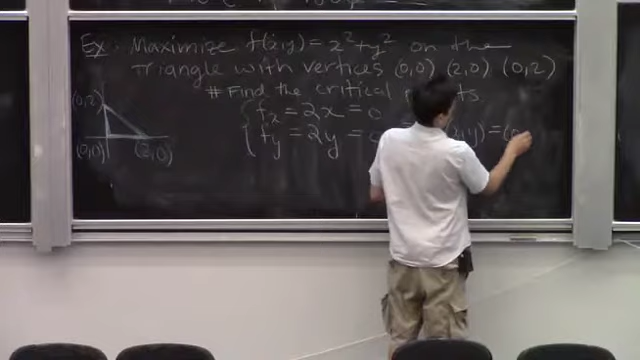 Ex: Maximize f(x,y) = x² + y² on the
Triangle with vertices (0,0) (2,0) (0,2)
# Find the critical
fx = 2x = 0
fy = 2y = y) = (0
(0,2)
(0,0) (2,0)